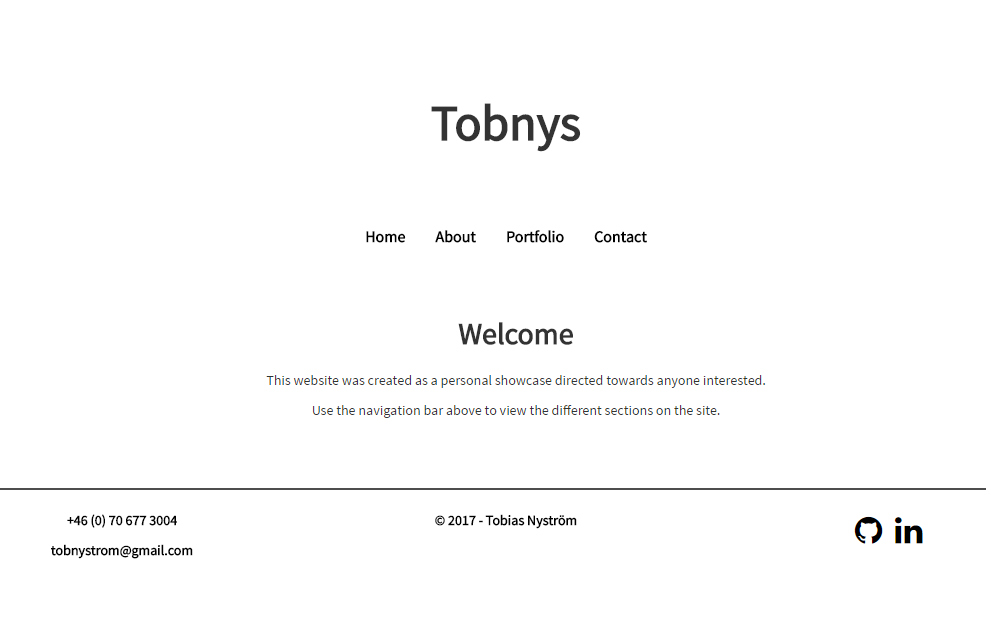 Tobnys
Home About Portfolio Contact
Welcome
This website was created as a personal showcase directed towards anyone interested.
Use the navigation bar above to view the different sections on the site.
+46 (0) 70 677 3004
tobnystrom@gmail.com
© 2017 - Tobias Nyström
in